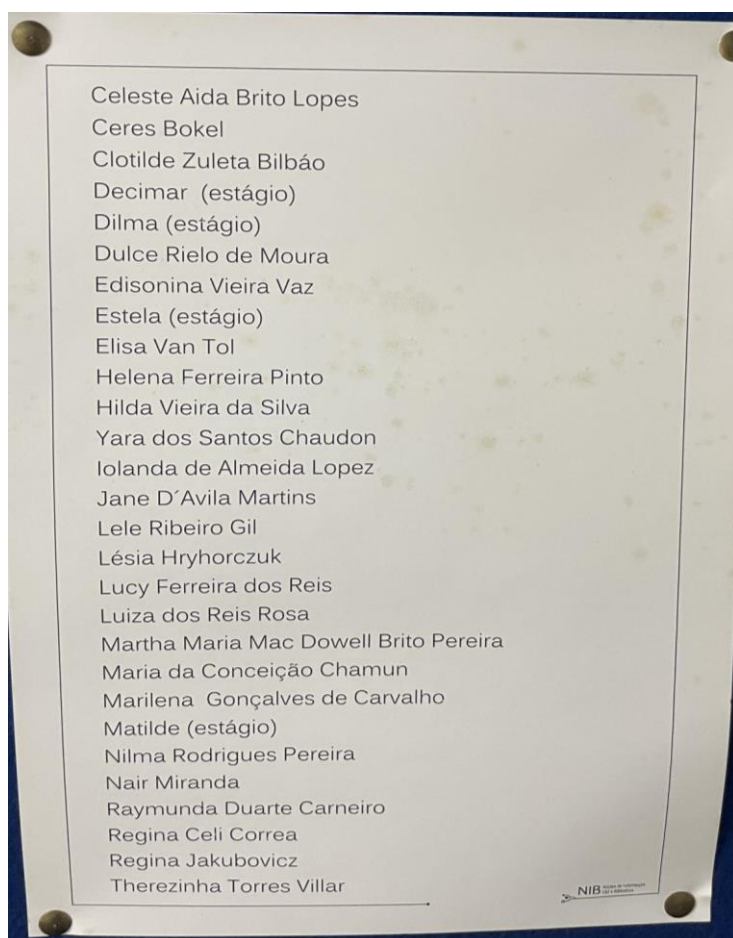 Celeste Aida Brito Lopes
Ceres Bokel
Clotilde Zuleta Bilbáo
Decimar (estágio)
Dilma (estágio)
Dulce Rielo de Moura
Edisonina Vieira Vaz
Estela (estágio)
Elisa Van Tol
Helena Ferreira Pinto
Hilda Vieira da Silva
Yara dos Santos Chaudon
Iolanda de Almeida Lopez
Jane D´Avila Martins
Lele Ribeiro Gil
Lésia Hryhorczuk
Lucy Ferreira dos Reis
Luiza dos Reis Rosa
Martha Maria Mac Dowell Brito Pereira
Maria da Conceição Chamun
Marilena Gonçalves de Carvalho
Matilde (estágio)
Nilma Rodrigues Pereira
Nair Miranda
Raymunda Duarte Carneiro
Regina Celi Correa
Regina Jakubovicz
Therezinha Torres Villar
NIB